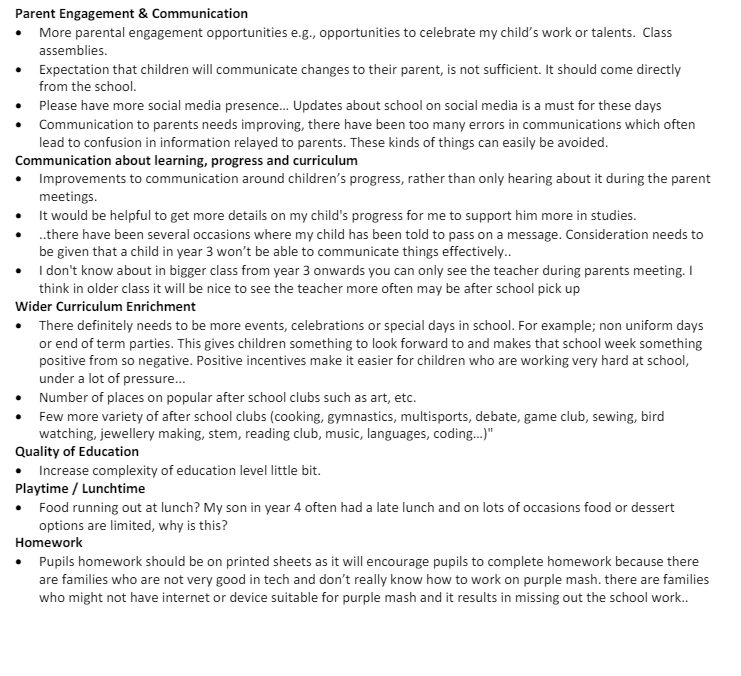 Parent Engagement & Communication
• More parental engagement opportunities e.g., opportunities to celebrate my child’s work or talents.  Class
assemblies.
• Expectation that children will communicate changes to their parent, is not sufficient. It should come directly
from the school.
• Please have more social media presence... Updates about school on social media is a must for these days
• Communication to parents needs improving, there have been too many errors in communications which often
lead to confusion in information relayed to parents. These kinds of things can easily be avoided.
Communication about learning, progress and curriculum
• Improvements to communication around children’s progress, rather than only hearing about it during the parent
meetings.
• It would be helpful to get more details on my child's progress for me to support him more in studies.
• ..there have been several occasions where my child has been told to pass on a message. Consideration needs to
be given that a child in year 3 won’t be able to communicate things effectively..
• I don't know about in bigger class from year 3 onwards you can only see the teacher during parents meeting. I
think in older class it will be nice to see the teacher more often may be after school pick up
Wider Curriculum Enrichment
• There definitely needs to be more events, celebrations or special days in school. For example; non uniform days
or end of term parties. This gives children something to look forward to and makes that school week something
positive from so negative. Positive incentives make it easier for children who are working very hard at school,
under a lot of pressure...
• Number of places on popular after school clubs such as art, etc.
• Few more variety of after school clubs (cooking, gymnastics, multisports, debate, game club, sewing, bird
watching, jewellery making, stem, reading club, music, languages, coding...)"
Quality of Education
• Increase complexity of education level little bit.
Playtime / Lunchtime
• Food running out at lunch? My son in year 4 often had a late lunch and on lots of occasions food or dessert
options are limited, why is this?
Homework
• Pupils homework should be on printed sheets as it will encourage pupils to complete homework because there
are families who are not very good in tech and don’t really know how to work on purple mash. there are families
who might not have internet or device suitable for purple mash and it results in missing out the school work..